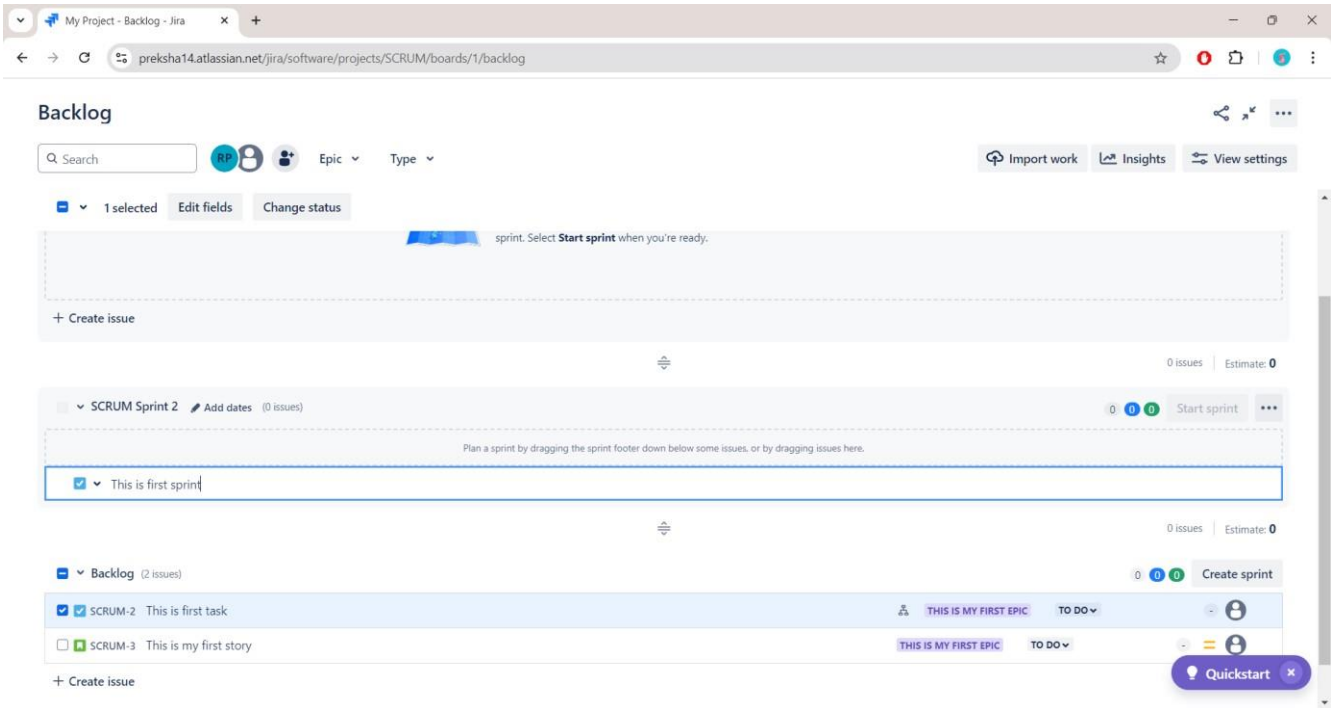 My Project - Backlog - Jira
preksha14.atlassian.net/jira/software/projects/SCRUM/boards/1/backlog
Backlog
Search RP Epic Type Import work Insights View settings
1 selected Edit fields Change status
sprint. Select Start sprint when you're ready.
+ Create issue
0 issues Estimate: 0
SCRUM Sprint 2 Add dates (0 issues) 0 0 0 Start sprint
Plan a sprint by dragging the sprint footer down below some issues, or by dragging issues here.
This is first sprint
0 issues Estimate: 0
Backlog (2 issues) 0 0 0 Create sprint
SCRUM-2 This is first task THIS IS MY FIRST EPIC TO DO -
SCRUM-3 This is my first story THIS IS MY FIRST EPIC TO DO -
Quickstart
+ Create issue